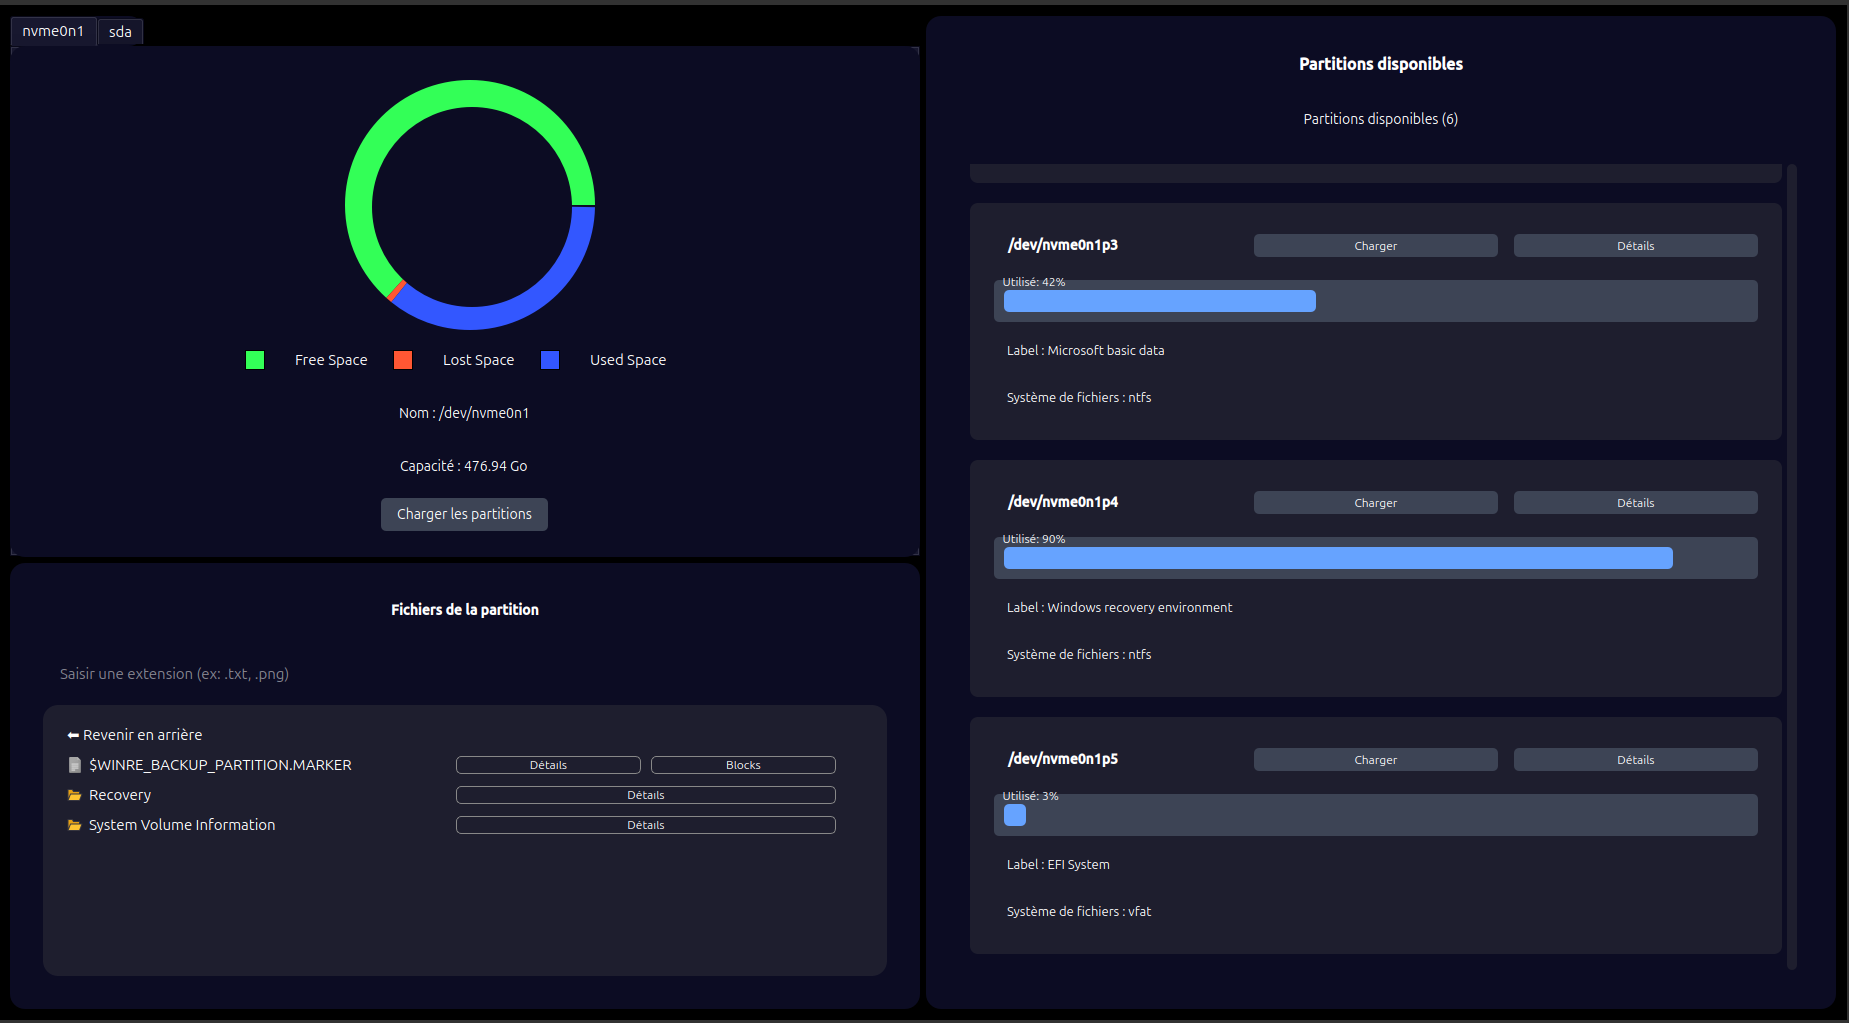 nvme0n1
sda
Free Space
Lost Space
Used Space
Nom : /dev/nvme0n1
Capacité : 476.94 Go
Charger les partitions
Fichiers de la partition
Saisir une extension (ex: .txt, .png)
⬅ Revenir en arrière
$WINRE_BACKUP_PARTITION.MARKER
Détails
Blocks
Recovery
Détails
System Volume Information
Détails
Partitions disponibles
Partitions disponibles (6)
/dev/nvme0n1p3
Charger
Détails
Utilisé: 42%
Label : Microsoft basic data
Système de fichiers : ntfs
/dev/nvme0n1p4
Charger
Détails
Utilisé: 90%
Label : Windows recovery environment
Système de fichiers : ntfs
/dev/nvme0n1p5
Charger
Détails
Utilisé: 3%
Label : EFI System
Système de fichiers : vfat